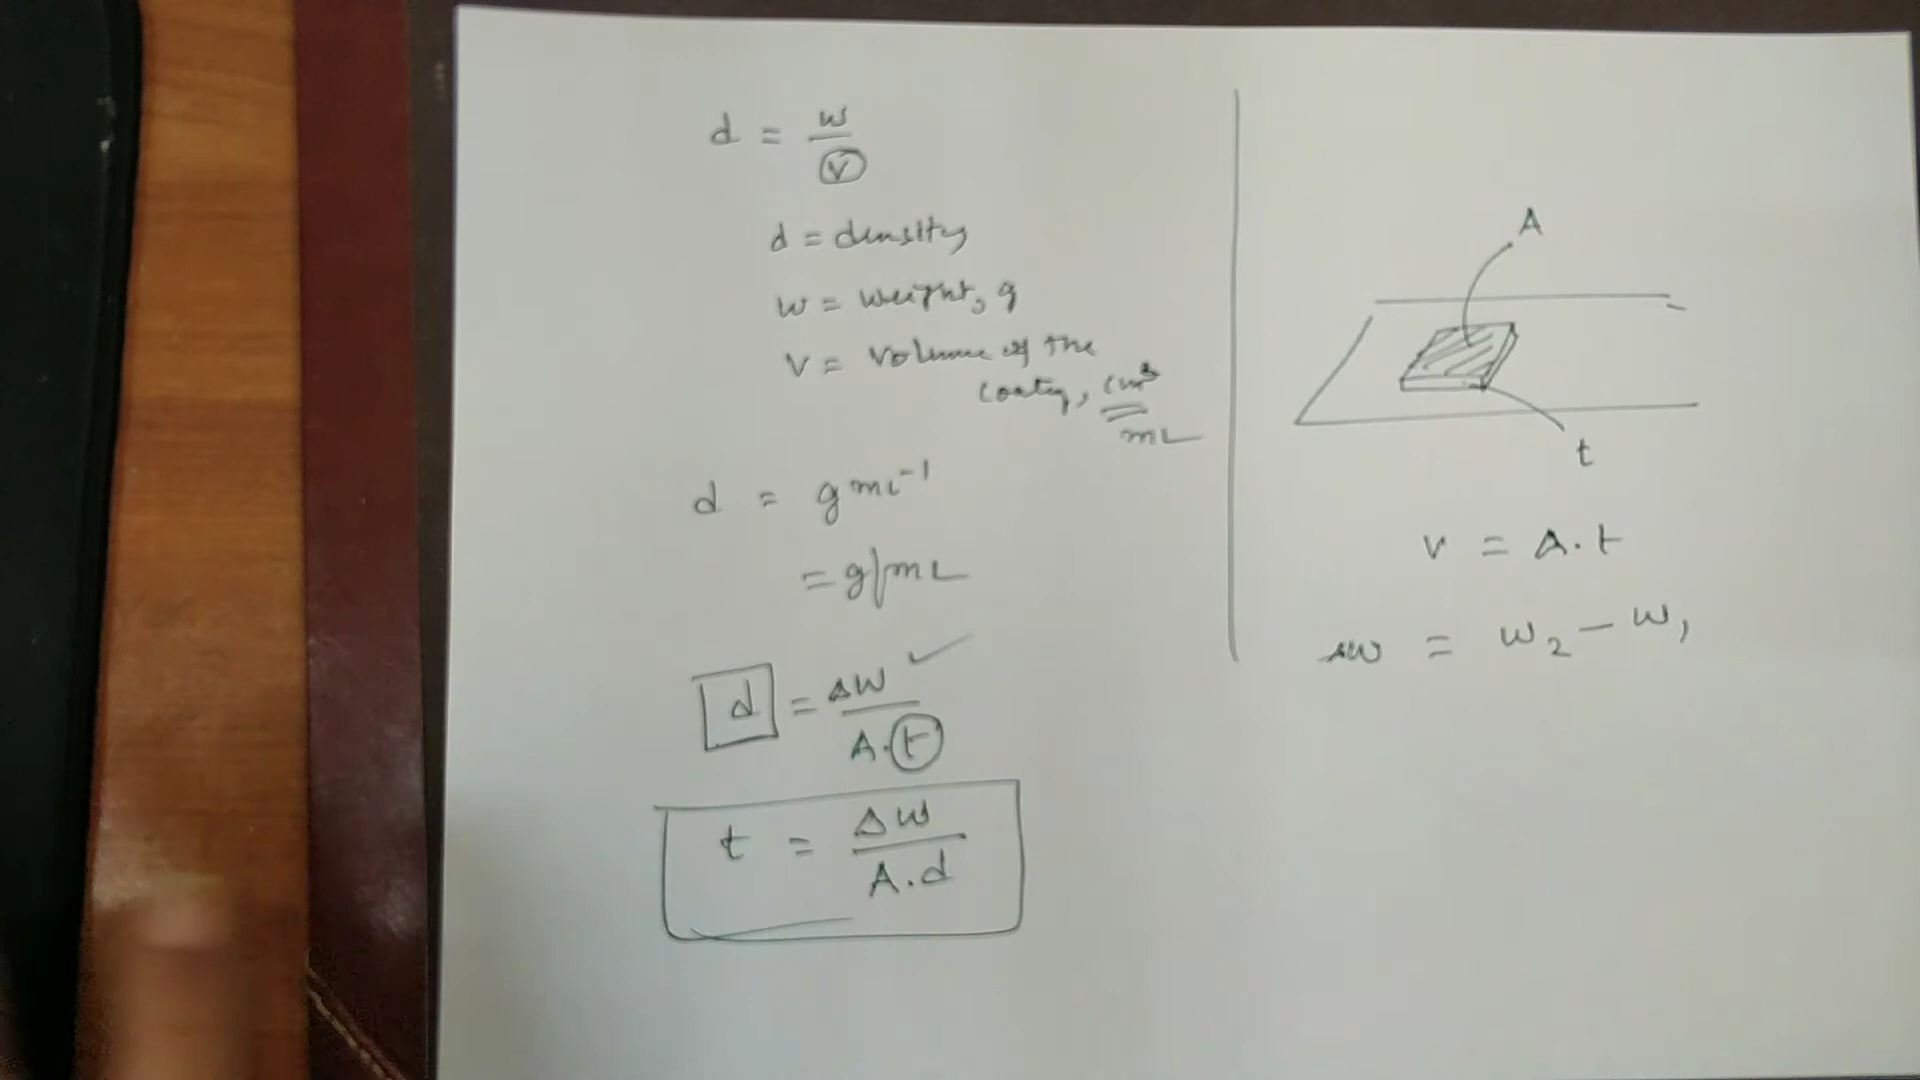 d = w/v
d = density
w = weight, g
v = volume of the
coating, cm³
mL
d = g mL⁻¹
= g/mL
d = Δw/A.t
t = Δw/A.d
A
t
v = A.t
Δw = w₂ - w₁